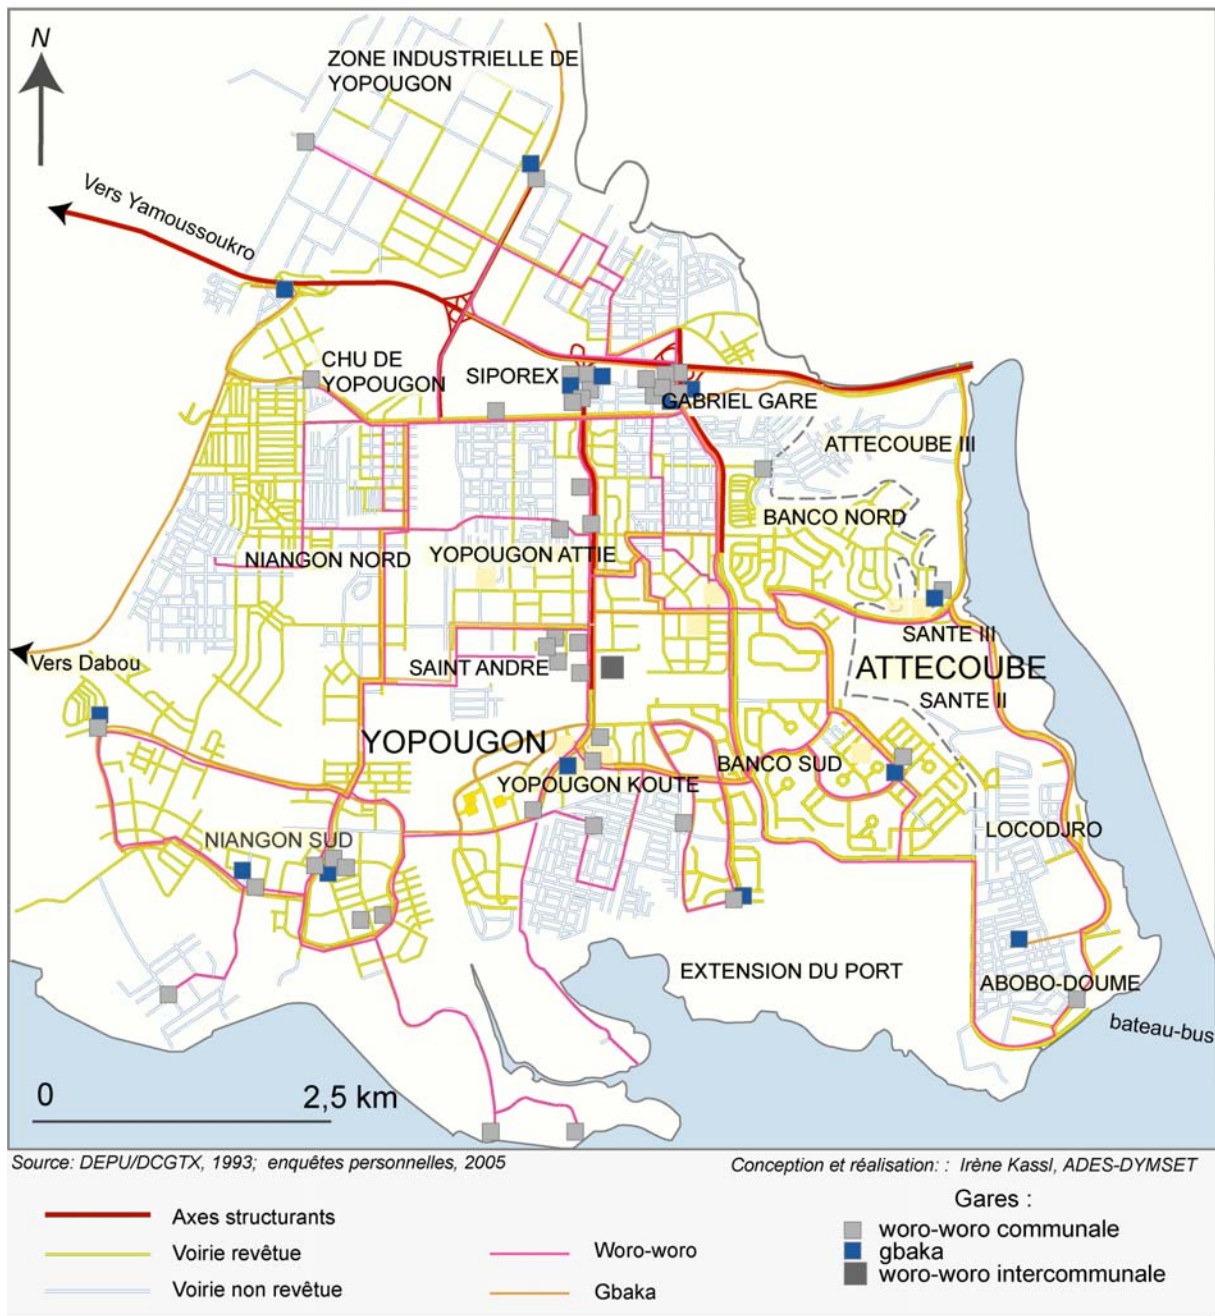 N
ZONE INDUSTRIELLE DE
YOPOUGON
Vers Yamoussoukro
CHU DE
YOPOUGON
SIPOREX
GABRIEL GARE
ATTECOUBE III
BANCO NORD
NIANGON NORD
YOPOUGON ATTIE
SANTE III
Vers Dabou
SAINT ANDRE
ATTECOUBE
SANTE II
YOPOUGON
BANCO SUD
YOPOUGON KOUTE
NIANGON SUD
LOCODJRO
EXTENSION DU PORT
ABOBO-DOUME
bateau-bus
0 2,5 km
Source: DEPU/DCGTX, 1993; enquêtes personnelles, 2005
Conception et réalisation: : Irène Kassl, ADES-DYMSET
Axes structurants
Voirie revêtue
Voirie non revêtue
Woro-woro
Gbaka
Gares :
woro-woro communale
gbaka
woro-woro intercommunale